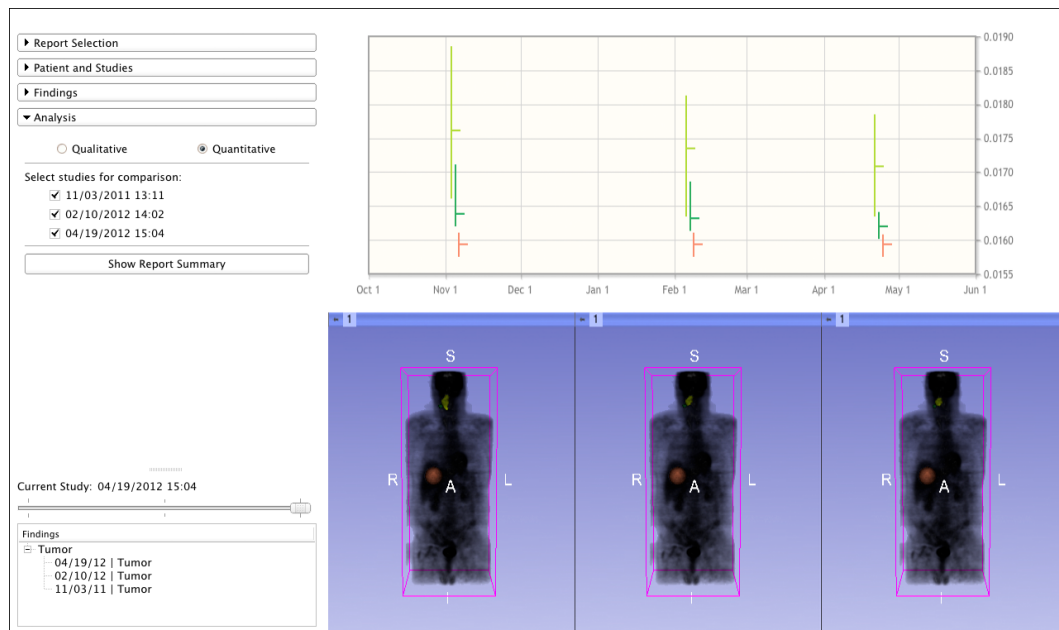 Report Selection
Patient and Studies
Findings
Analysis
Qualitative Quantitative
Select studies for comparison:
11/03/2011 13:11
02/10/2012 14:02
04/19/2012 15:04
Show Report Summary
Current Study: 04/19/2012 15:04
Findings
Tumor
04/19/12 | Tumor
02/10/12 | Tumor
11/03/11 | Tumor
0.0190
0.0185
0.0180
0.0175
0.0170
0.0165
0.0160
0.0155
Oct 1 Nov 1 Dec 1 Jan 1 Feb 1 Mar 1 Apr 1 May 1 Jun 1
1 1 1
S S S
R A L R A L R A L
I I I